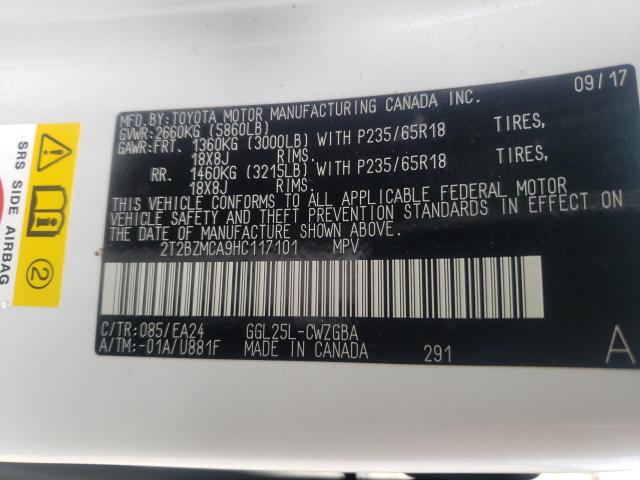 09/17
MFD.BY:TOYOTA MOTOR MANUFACTURING CANADA INC.
GVWR:2660KG (5860LB)
GAWR:FRT. 1360KG (3000LB) WITH P235/65R18 TIRES,
18X8J RIMS.
RR. 1460KG (3215LB) WITH P235/65R18 TIRES,
18X8J RIMS.
THIS VEHICLE CONFORMS TO ALL APPLICABLE FEDERAL MOTOR
VEHICLE SAFETY AND THEFT PREVENTION STANDARDS IN EFFECT ON
THE DATE OF MANUFACTURE SHOWN ABOVE.
2T2BZMCA9HC117101 MPV
C/TR:085/EA24 GGL25L-CWZGBA
A/TM:-01A/U881F MADE IN CANADA 291 A
SRS SIDE AIRBAG
2